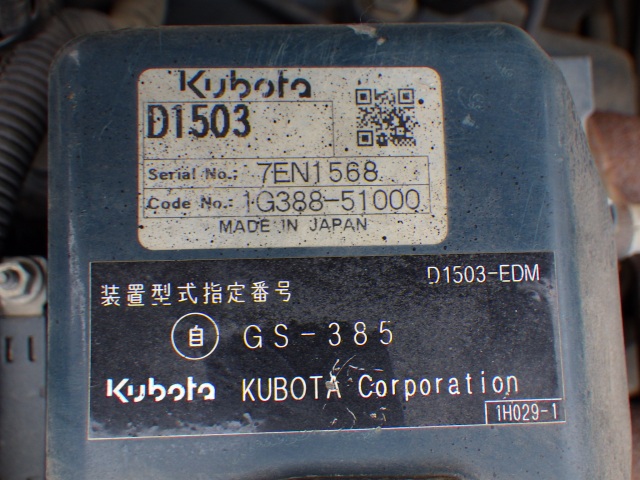 Kubota
D1503
Serial No.: 7EN1568
Code No.: 1G388-51000
MADE IN JAPAN
D1503-EDM
装置型式指定番号
自 GS-385
Kubota KUBOTA Corporation
1H029-1